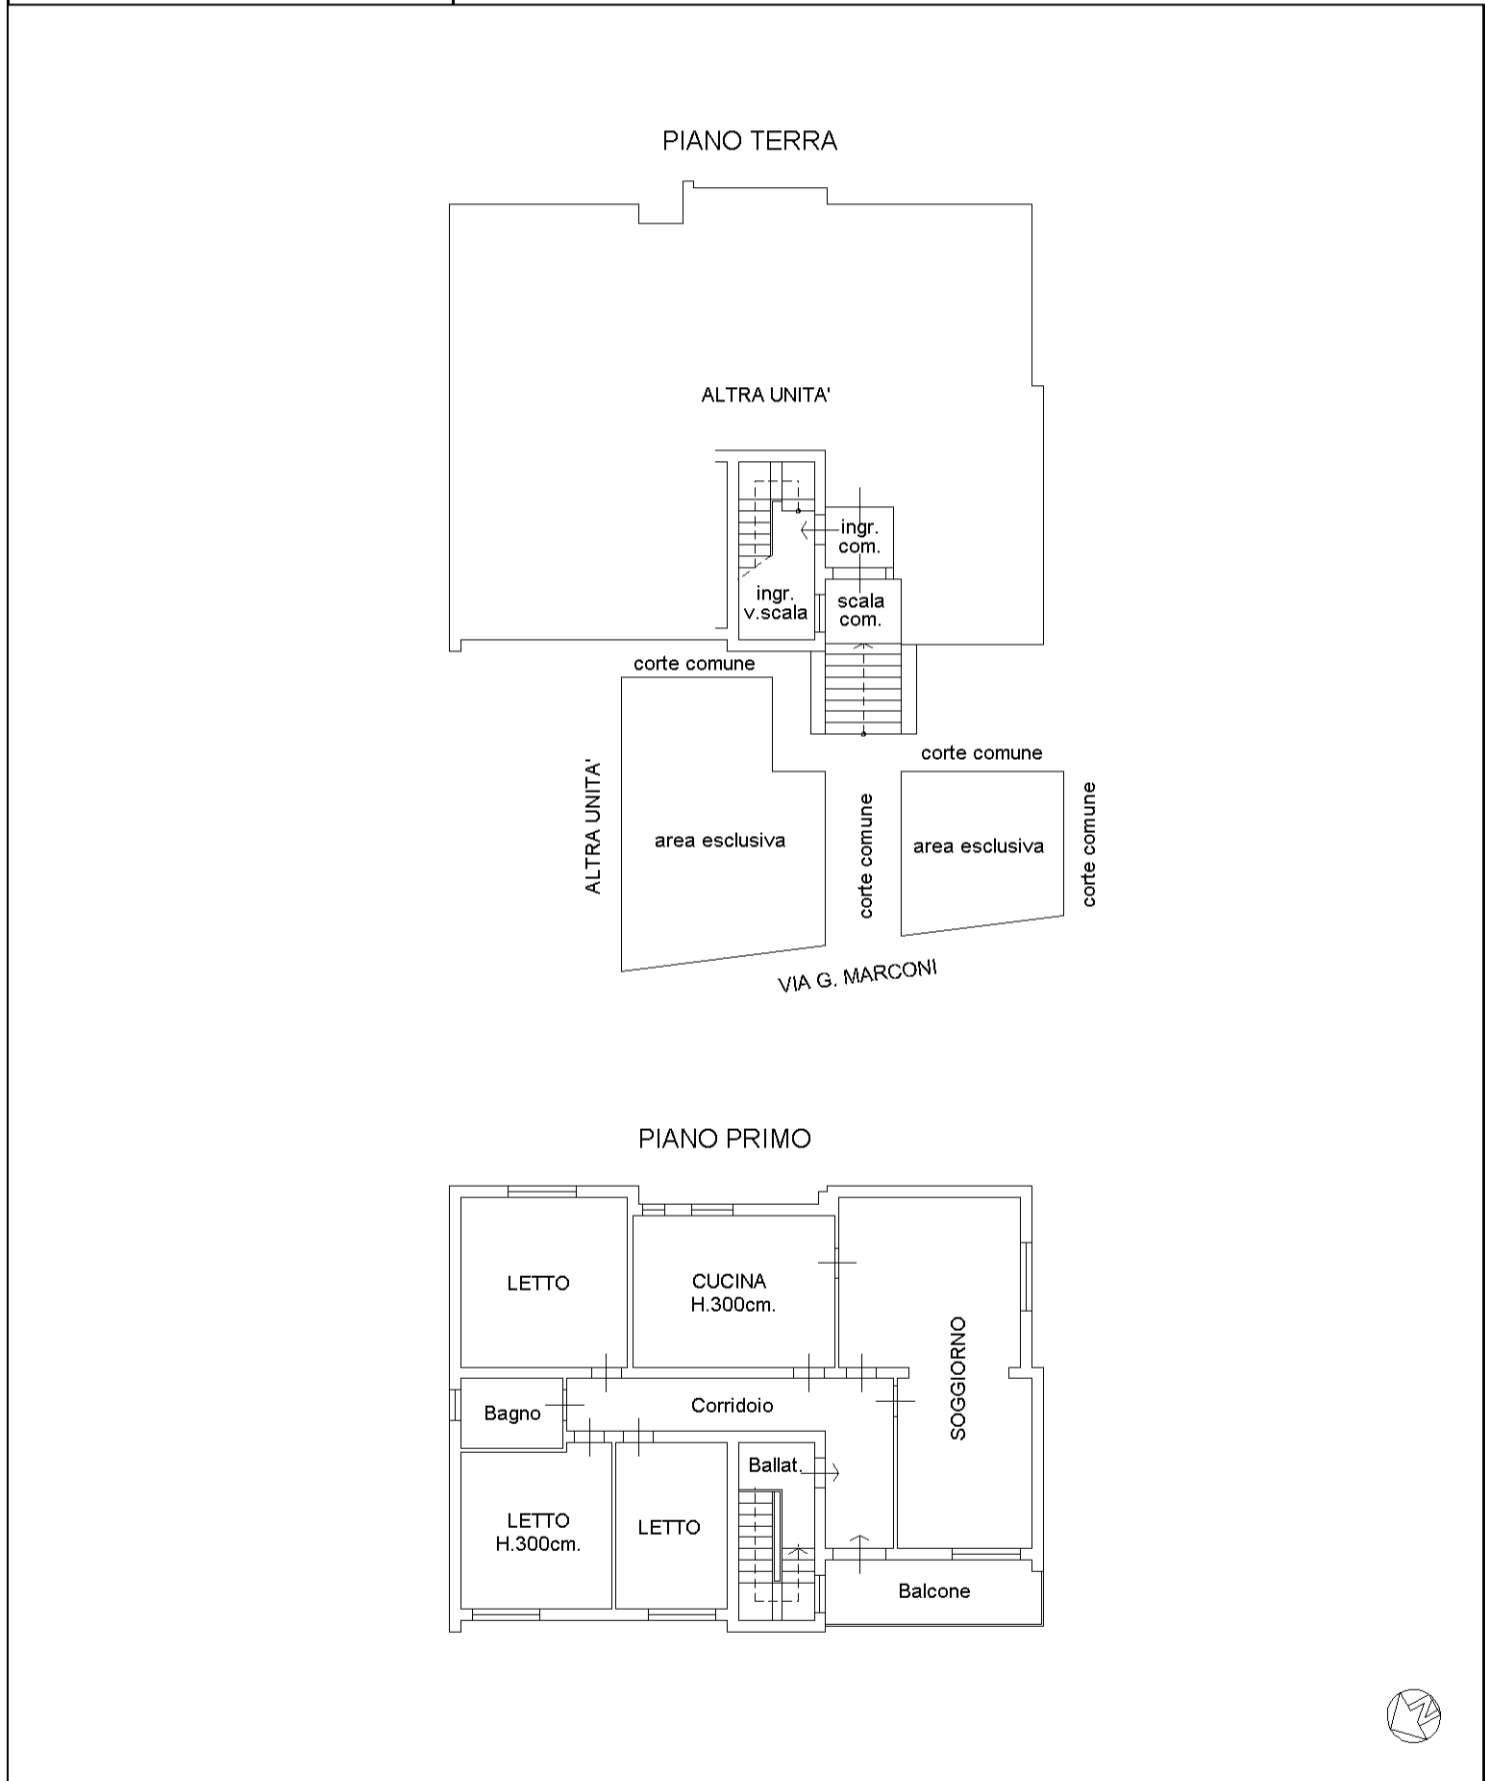 PIANO TERRA
ALTRA UNITA'
ingr.
com.
ingr.
v.scala
scala
com.
corte comune
corte comune
ALTRA UNITA'
area esclusiva
corte comune
area esclusiva
corte comune
VIA G. MARCONI
PIANO PRIMO
LETTO
CUCINA
H.300cm.
SOGGIORNO
Bagno
Corridoio
Ballat.
LETTO
H.300cm.
LETTO
Balcone
N